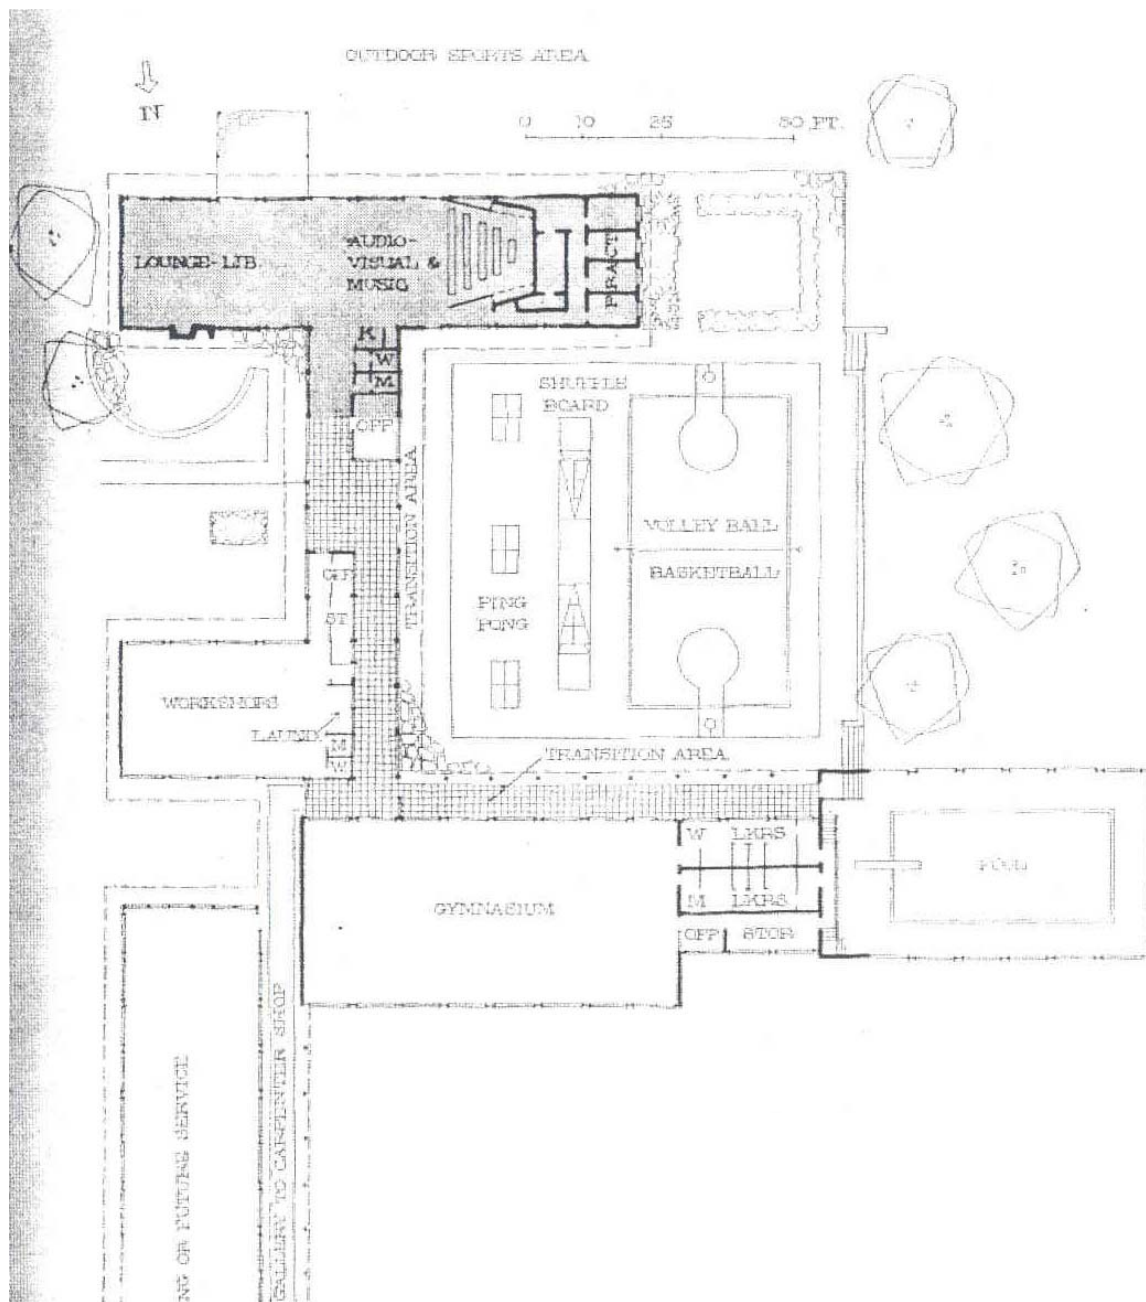 OUTDOOR SPORTS AREA
N
0 10 25 50 FT.
LOUNGE-LIB.
AUDIO-
VISUAL &
MUSIC
PRACT
K
W
M
OFF
SHUFFLE
BOARD
TRANSITION AREA
VOLLEY BALL
BASKETBALL
PING
PONG
OFF
ST
WORKSHOPS
LAUND
M
W
TRANSITION AREA
W LKRS
M LKRS
OFF STOR
POOL
GYMNASIUM
GALLERY TO CARPENTER SHOP
NG OR FUTURE SERVICE